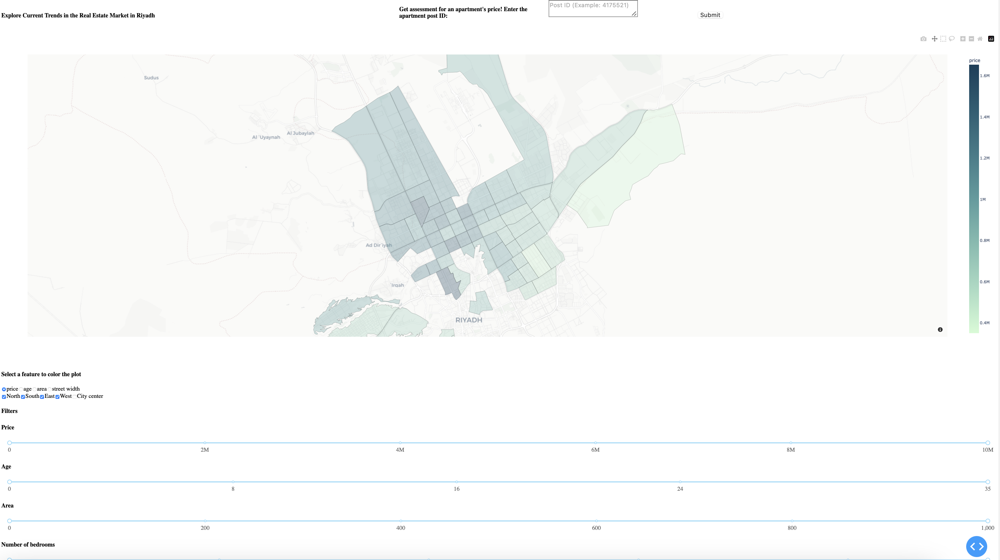 Explore Current Trends in the Real Estate Market in Riyadh
Get assessment for an apartment's price! Enter the
apartment post ID:
Post ID (Example: 4175521)
Submit
price
1.6M
1.4M
1.2M
1M
0.8M
0.6M
0.4M
Sudus
Al `Uyaynah
Al Jubaylah
Ad Dir`iyah
`Irqah
RIYADH
Select a feature to color the plot
price age area street width
North South East West City center
Filters
Price
0 2M 4M 6M 8M 10M
Age
0 8 16 24 35
Area
0 200 400 600 800 1,000
Number of bedrooms